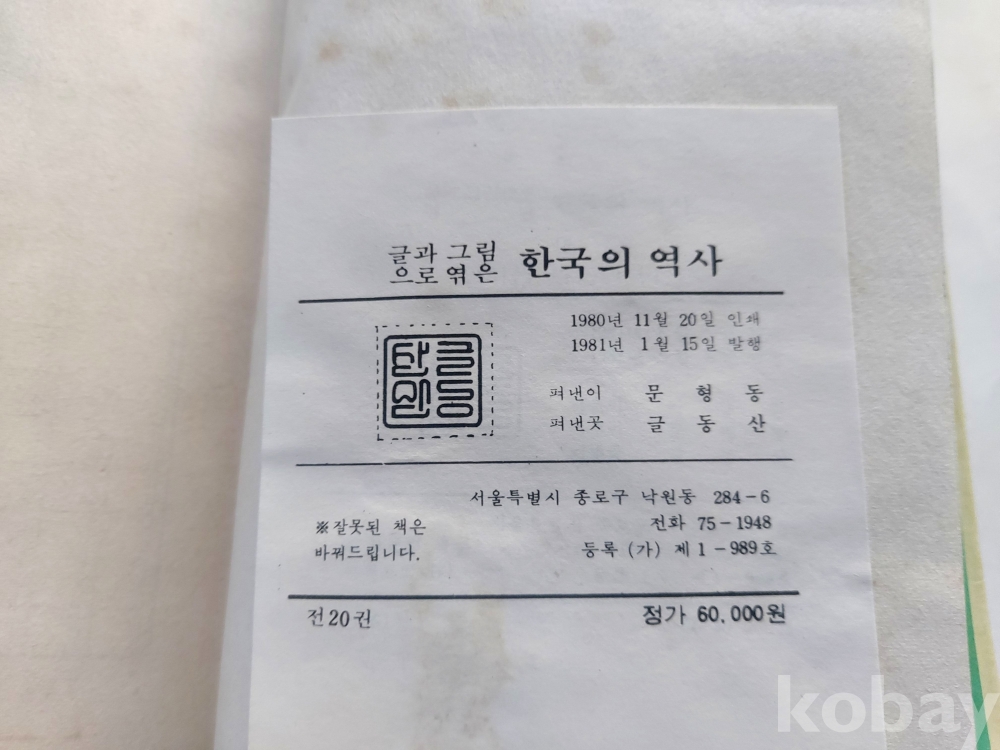 글과 그림
으로 엮은 한국의 역사
1980년 11월 20일 인쇄
1981년 1월 15일 발행
펴낸이 문 형 동
펴낸곳 글 동 산
서울특별시 종로구 낙원동 284-6
전화 75-1948
등록 (가) 제1-989호
※잘못된 책은
바꿔드립니다.
전20권 정가 60,000원
kobay